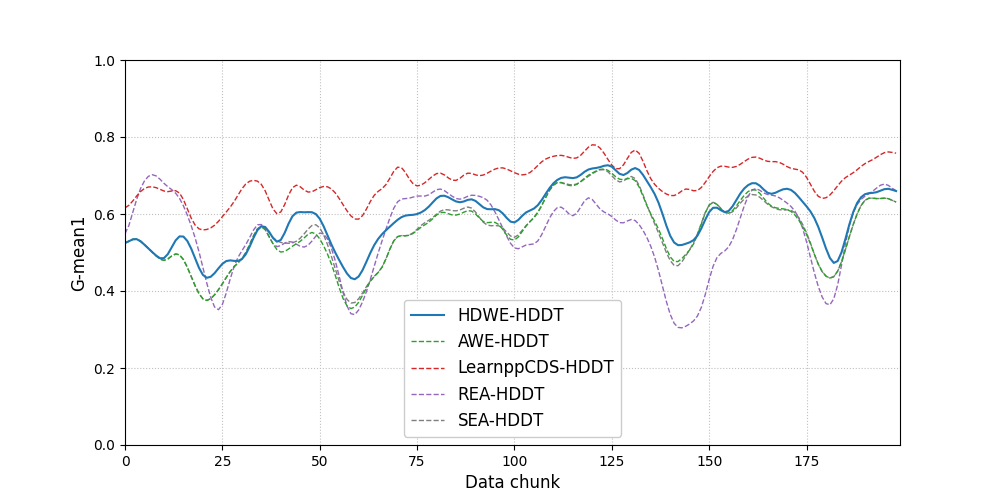 1.0
0.8
0.6
0.4
0.2
0.0
G-mean1
HDWE-HDDT
AWE-HDDT
LearnppCDS-HDDT
REA-HDDT
SEA-HDDT
0 25 50 75 100 125 150 175
Data chunk